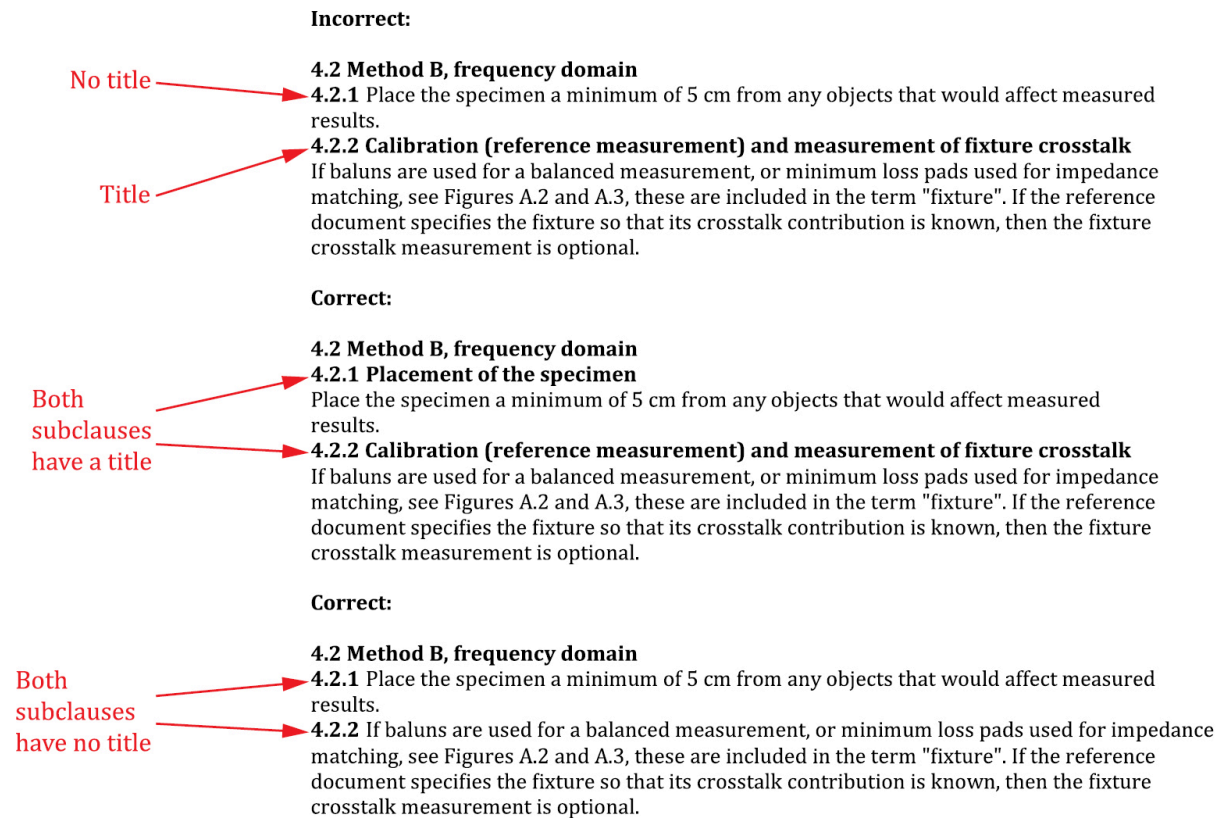 Incorrect:
4.2 Method B, frequency domain
No title
4.2.1 Place the specimen a minimum of 5 cm from any objects that would affect measured
results.
4.2.2 Calibration (reference measurement) and measurement of fixture crosstalk
Title
If baluns are used for a balanced measurement, or minimum loss pads used for impedance
matching, see Figures A.2 and A.3, these are included in the term "fixture". If the reference
document specifies the fixture so that its crosstalk contribution is known, then the fixture
crosstalk measurement is optional.
Correct:
4.2 Method B, frequency domain
4.2.1 Placement of the specimen
Both
subclauses
have a title
Place the specimen a minimum of 5 cm from any objects that would affect measured
results.
4.2.2 Calibration (reference measurement) and measurement of fixture crosstalk
If baluns are used for a balanced measurement, or minimum loss pads used for impedance
matching, see Figures A.2 and A.3, these are included in the term "fixture". If the reference
document specifies the fixture so that its crosstalk contribution is known, then the fixture
crosstalk measurement is optional.
Correct:
4.2 Method B, frequency domain
Both
subclauses
have no title
4.2.1 Place the specimen a minimum of 5 cm from any objects that would affect measured
results.
4.2.2 If baluns are used for a balanced measurement, or minimum loss pads used for impedance
matching, see Figures A.2 and A.3, these are included in the term "fixture". If the reference
document specifies the fixture so that its crosstalk contribution is known, then the fixture
crosstalk measurement is optional.